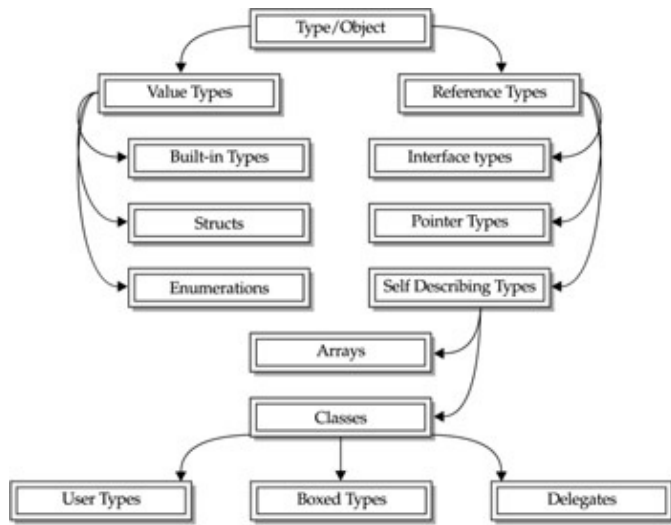 Type/Object
Value Types
Reference Types
Built-in Types
Interface types
Structs
Pointer Types
Enumerations
Self Describing Types
Arrays
Classes
User Types
Boxed Types
Delegates